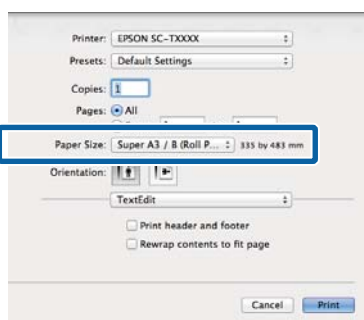 Printer: EPSON SC-TXXXX
Presets: Default Settings
Copies: 1
Pages: All
Paper Size: Super A3 / B (Roll P... 335 by 483 mm
Orientation:
TextEdit
Print header and footer
Rewrap contents to fit page
Cancel Print